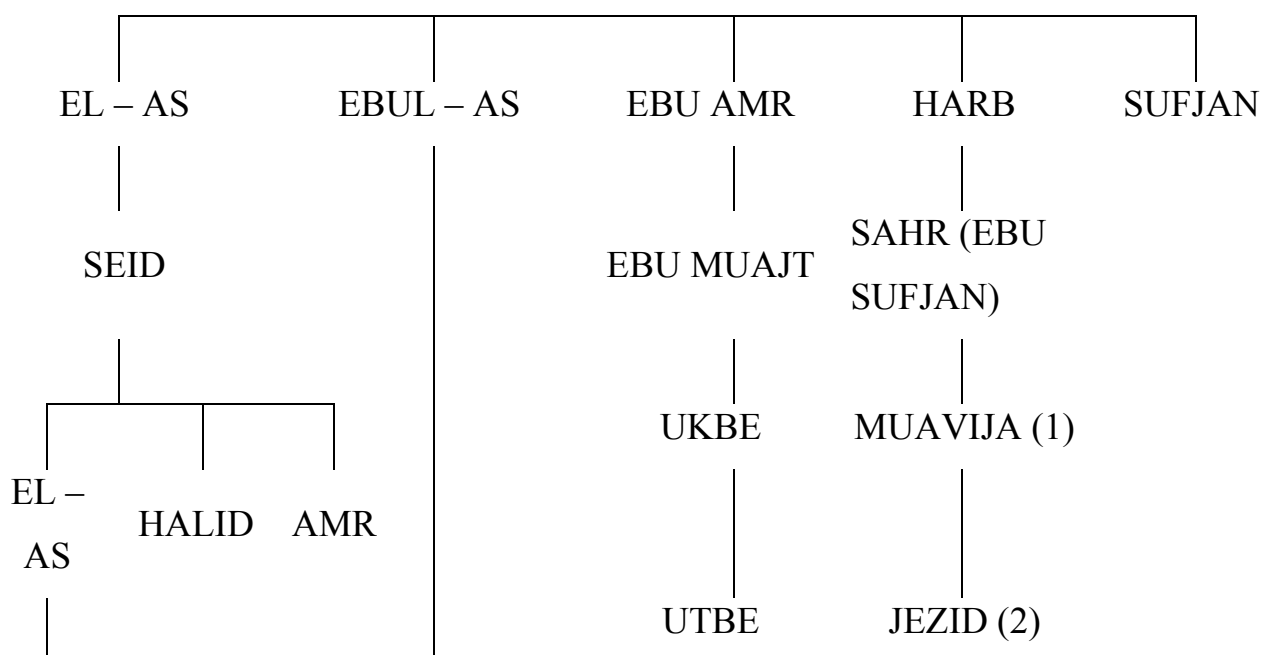 EL – AS
EBUL – AS
EBU AMR
HARB
SUFJAN
SEID
EBU MUAJT
SAHR (EBU
SUFJAN)
UKBE
MUAVIJA (1)
EL –
AS
HALID
AMR
UTBE
JEZID (2)